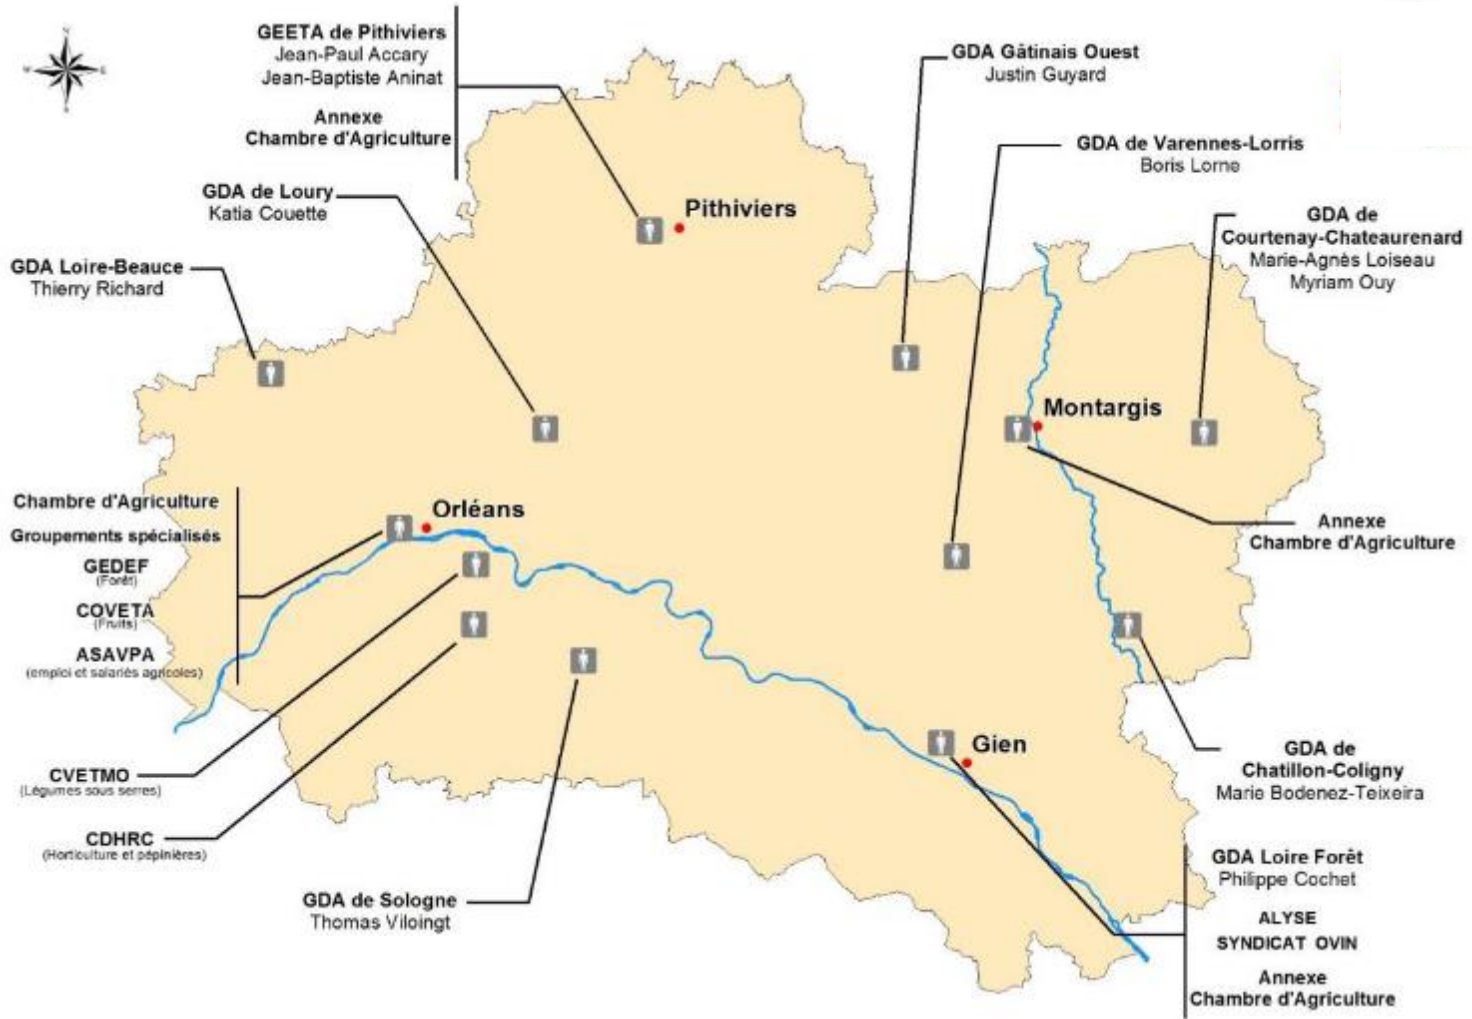 GEETA de Pithiviers
Jean-Paul Accary
Jean-Baptiste Aninat
Annexe
Chambre d'Agriculture
GDA Gâtinais Ouest
Justin Guyard
GDA de Varennes-Lorris
Boris Lorne
GDA de Loury
Katia Couette
Pithiviers
GDA de
Courtenay-Chateaurenard
Marie-Agnès Loiseau
Myriam Ouy
GDA Loire-Beauce
Thierry Richard
Montargis
Chambre d'Agriculture
Groupements spécialisés
GEDEF
(Forêt)
COVETA
(Fruits)
ASAVPA
(emploi et salariés agricoles)
Orléans
Annexe
Chambre d'Agriculture
Gien
GDA de
Chatillon-Coligny
Marie Bodenez-Teixeira
CVETMO
(Légumes sous serres)
CDHRC
(Horticulture et pépinières)
GDA de Sologne
Thomas Viloingt
GDA Loire Forêt
Philippe Cochet
ALYSE
SYNDICAT OVIN
Annexe
Chambre d'Agriculture